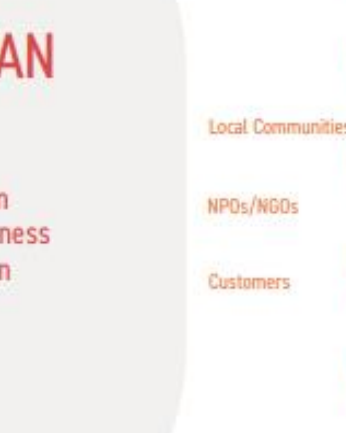 AN
n
ness
n
Local Communities
NPOs/NGOs
Customers